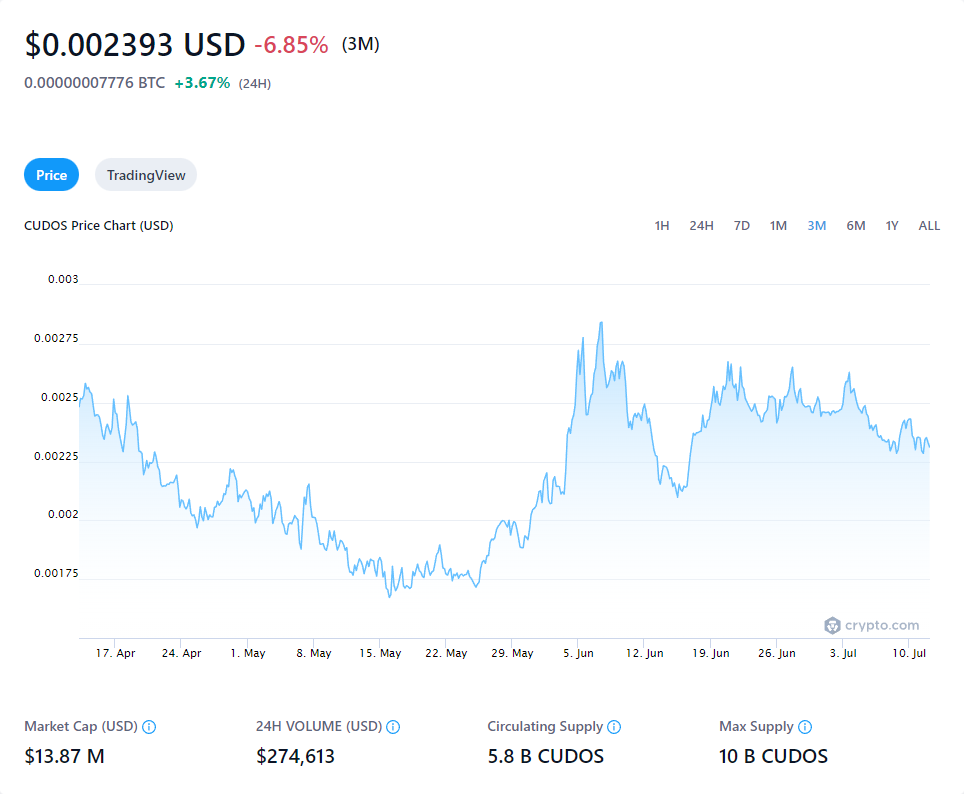 $0.002393 USD -6.85% (3M)
0.00000007776 BTC +3.67% (24H)
Price TradingView
CUDOS Price Chart (USD) 1H 24H 7D 1M 3M 6M 1Y ALL
0.003
0.00275
0.0025
0.00225
0.002
0.00175
crypto.com
17. Apr 24. Apr 1. May 8. May 15. May 22. May 29. May 5. Jun 12. Jun 19. Jun 26. Jun 3. Jul 10. Jul
Market Cap (USD) 24H VOLUME (USD) Circulating Supply Max Supply
$13.87 M $274,613 5.8 B CUDOS 10 B CUDOS